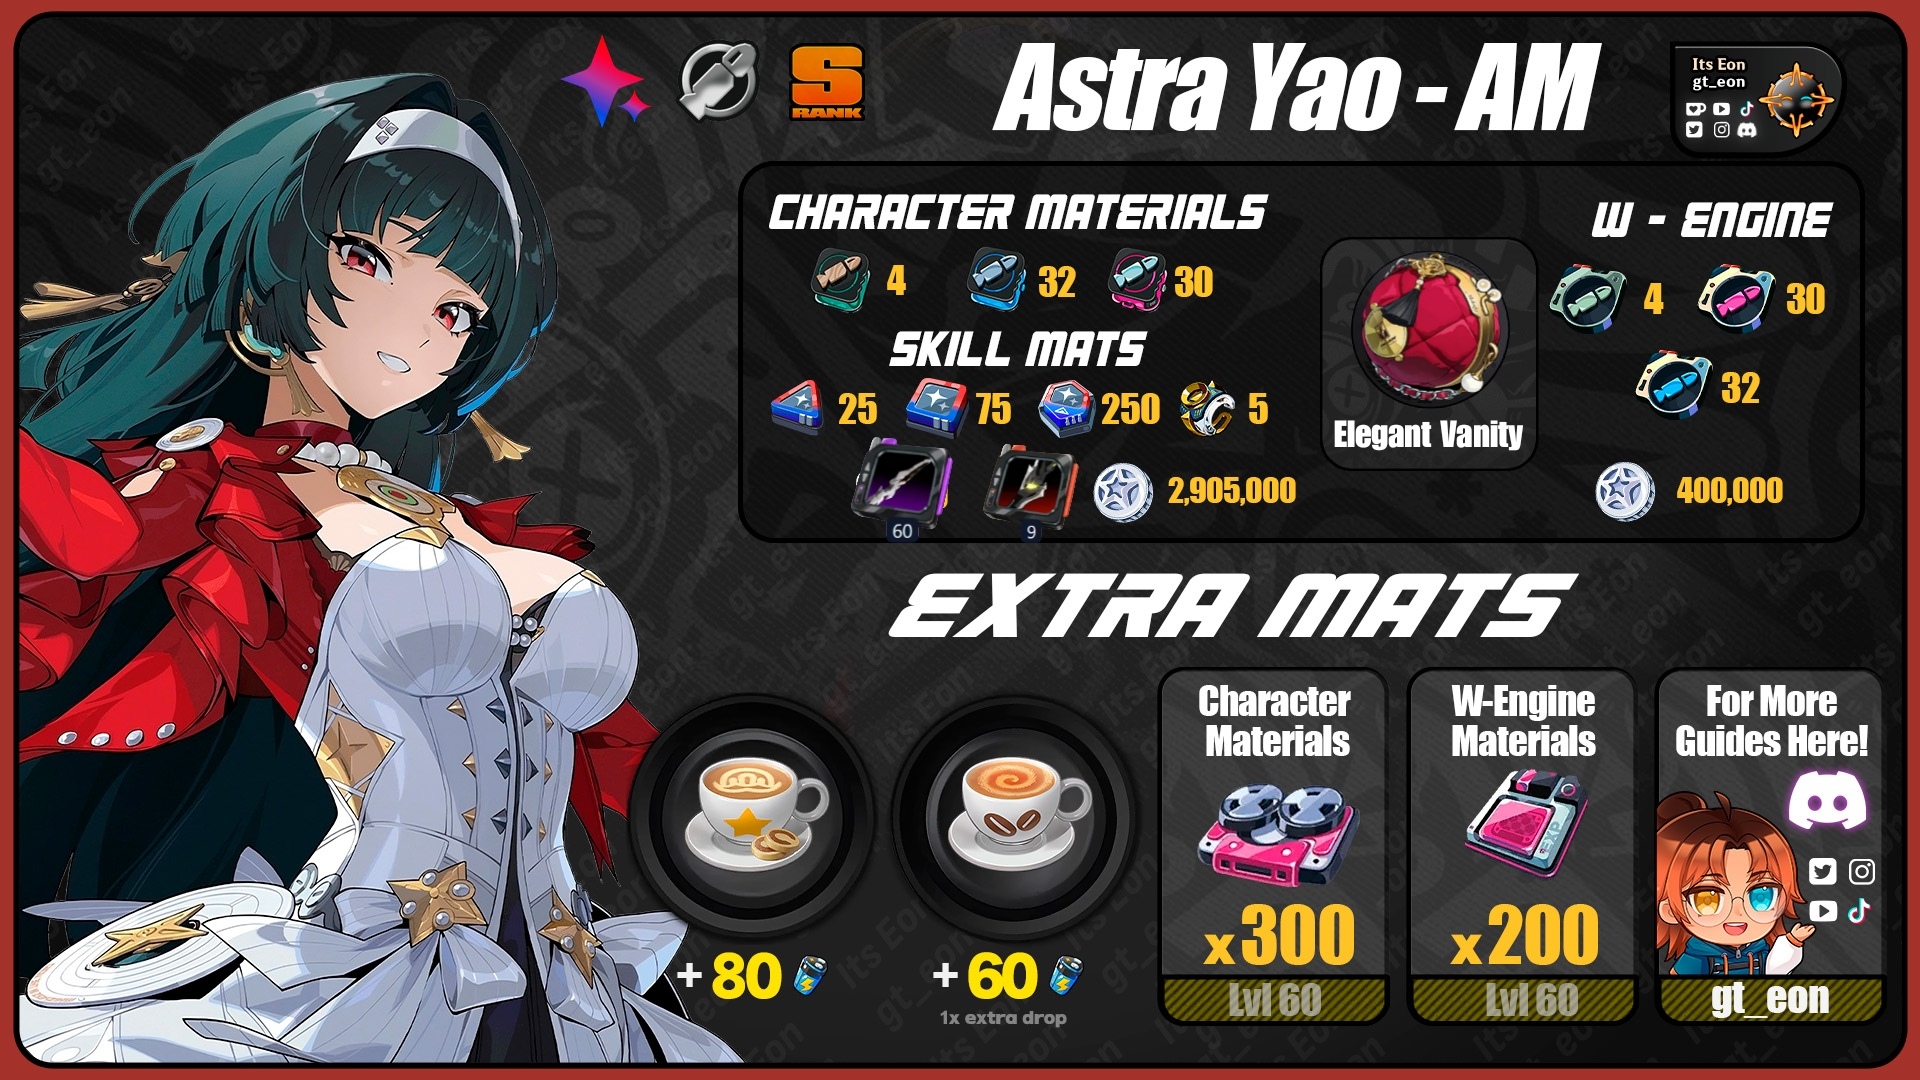 S
RANK
Astra Yao - AM
Its Eon
gt_eon
CHARACTER MATERIALS
4 32 30
SKILL MATS
25 75 250 5
60 9 2,905,000
Elegant Vanity
W - ENGINE
4 30
32
400,000
EXTRA MATS
+ 80
+ 60
1x extra drop
Character
Materials
x300
Lvl 60
W-Engine
Materials
x200
Lvl 60
For More
Guides Here!
gt_eon